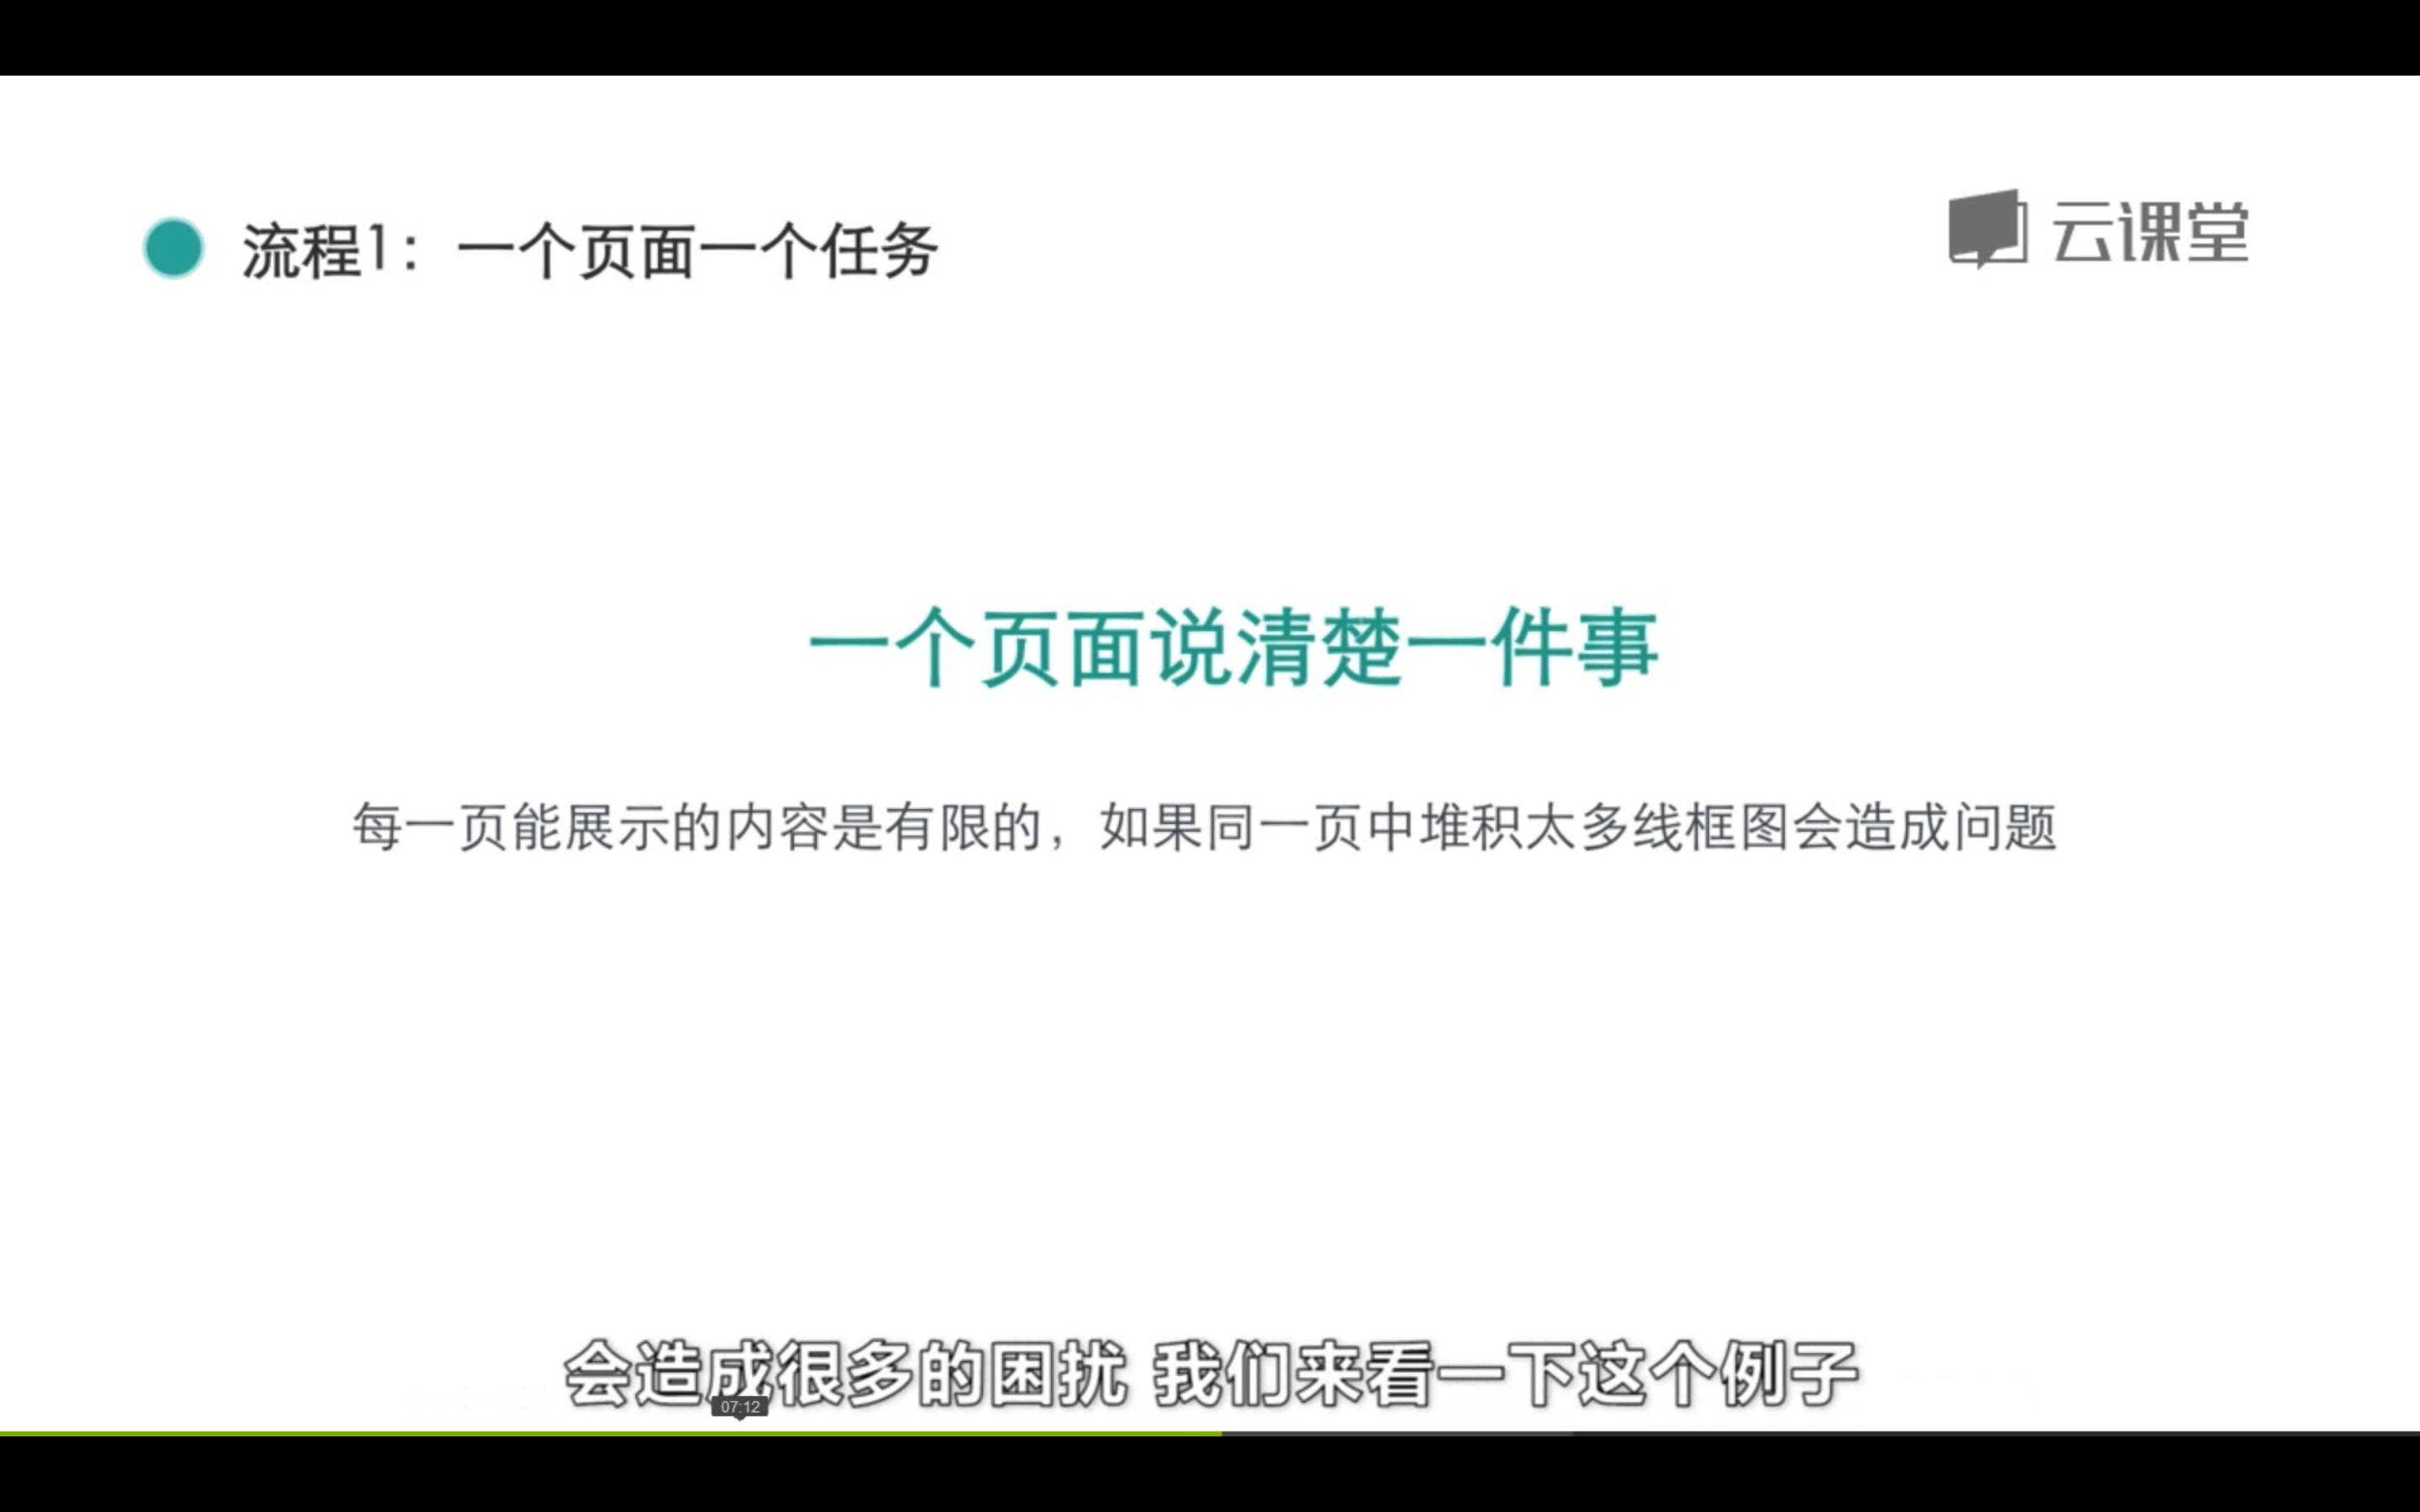 流程1：一个页面一个任务
云课堂
一个页面说清楚一件事
每一页能展示的内容是有限的，如果同一页中堆积太多线框图会造成问题
会造成很多的困扰 我们来看一下这个例子
07:12